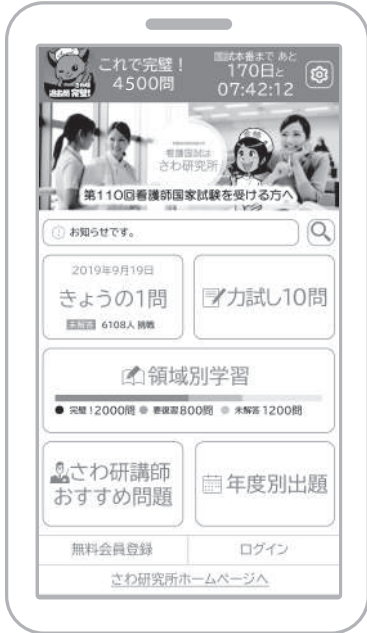 これで完璧！
4500問
国試本番まで あと
170日と
07:42:12
過去問 完璧!
看護国試は
さわ研究所
第110回看護師国家試験を受ける方へ
お知らせです。
2019年9月19日
きょうの1問
未解答 6108人 挑戦
力試し10問
領域別学習
● 完璧！2000問 ● 要復習800問 ● 未解答 1200問
さわ研講師
おすすめ問題
年度別出題
無料会員登録
ログイン
さわ研究所ホームページへ